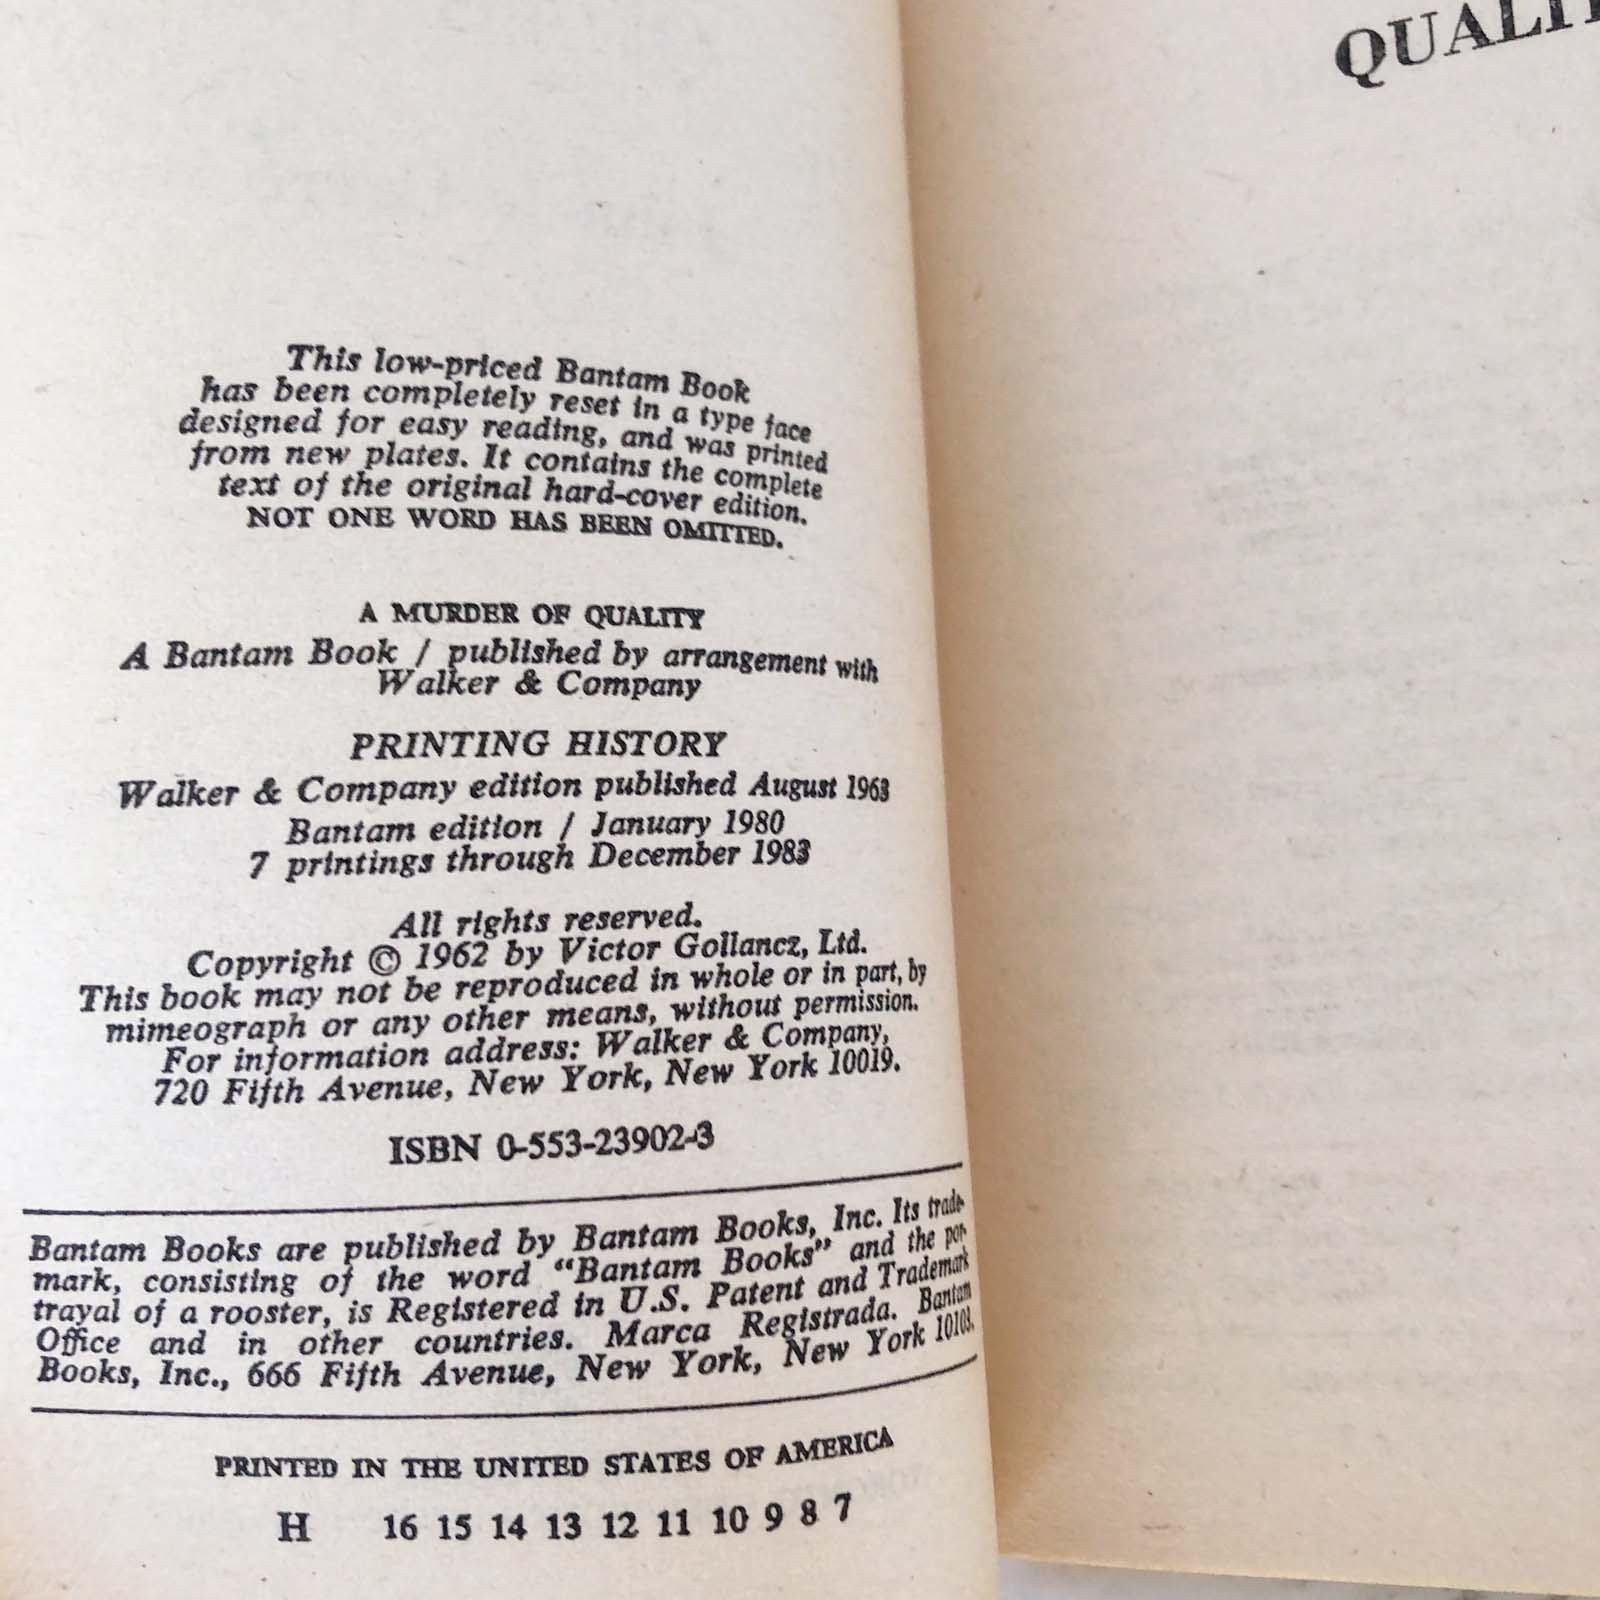 This low-priced Bantam Book
has been completely reset in a type face
designed for easy reading, and was printed
from new plates. It contains the complete
text of the original hard-cover edition.
NOT ONE WORD HAS BEEN OMITTED.
A MURDER OF QUALITY
A Bantam Book / published by arrangement with
Walker & Company
PRINTING HISTORY
Walker & Company edition published August 1963
Bantam edition / January 1980
7 printings through December 1983
All rights reserved.
Copyright © 1962 by Victor Gollancz, Ltd.
This book may not be reproduced in whole or in part, by
mimeograph or any other means, without permission.
For information address: Walker & Company,
720 Fifth Avenue, New York, New York 10019.
ISBN 0-553-23902-3
Bantam Books are published by Bantam Books, Inc. Its trade-
mark, consisting of the word “Bantam Books” and the por-
trayal of a rooster, is Registered in U.S. Patent and Trademark
Office and in other countries. Marca Registrada. Bantam
Books, Inc., 666 Fifth Avenue, New York, New York 10103.
PRINTED IN THE UNITED STATES OF AMERICA
H 16 15 14 13 12 11 10 9 8 7